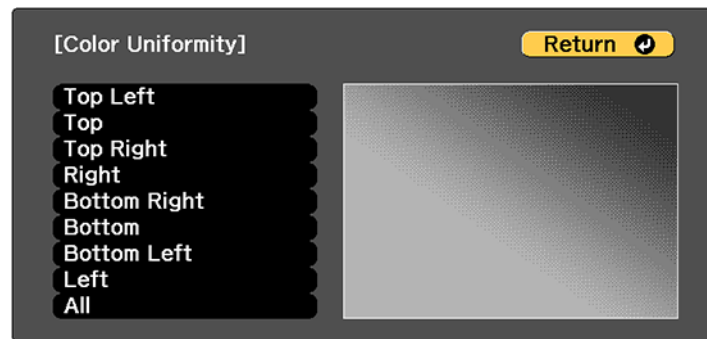 [Color Uniformity]
Return
Top Left
Top
Top Right
Right
Bottom Right
Bottom
Bottom Left
Left
All